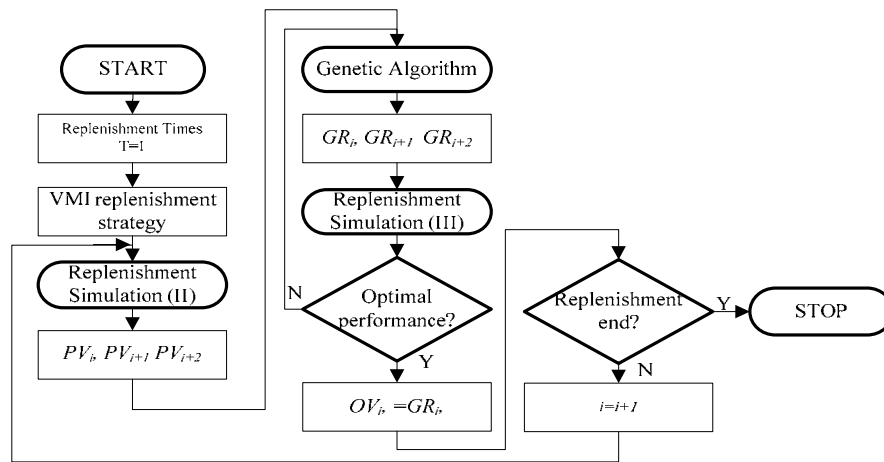 START
Replenishment Times
T=I
VMI replenishment
strategy
Replenishment
Simulation (II)
PVi, PVi+1 PVi+2
Genetic Algorithm
GRi, GRi+1 GRi+2
Replenishment
Simulation (III)
N
Optimal
performance?
Y
OVi, =GRi,
Replenishment
end?
Y
N
STOP
i=i+1